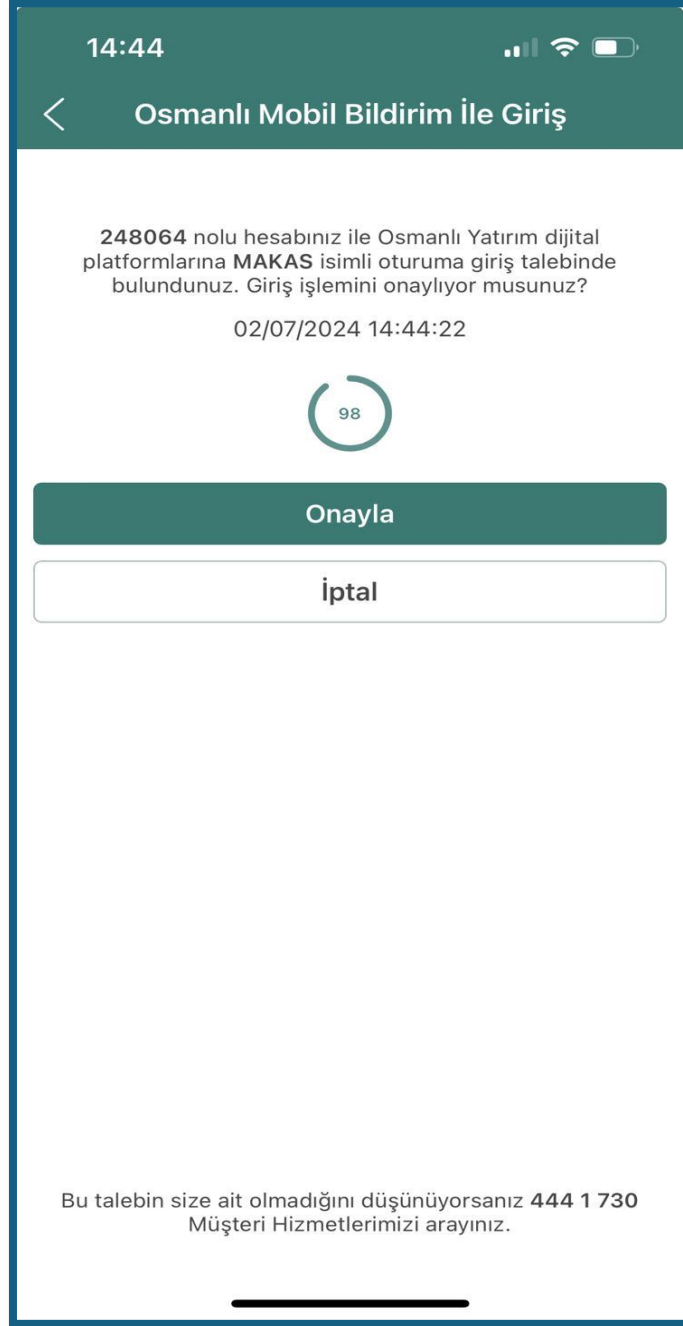 14:44
Osmanlı Mobil Bildirim İle Giriş
248064 nolu hesabınız ile Osmanlı Yatırım dijital
platformlarına MAKAS isimli oturuma giriş talebinde
bulundunuz. Giriş işlemini onaylıyor musunuz?
02/07/2024 14:44:22
98
Onayla
İptal
Bu talebin size ait olmadığını düşünüyorsanız 444 1 730
Müşteri Hizmetlerimizi arayınız.